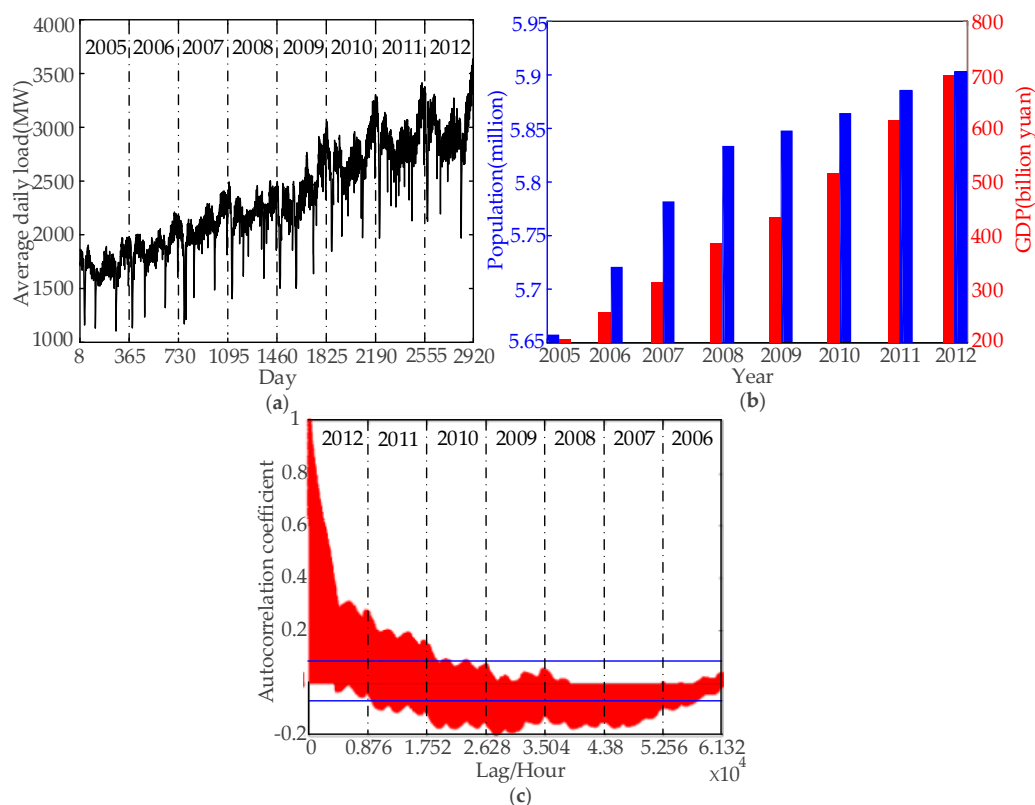 4000
3500
3000
2500
2000
1500
1000
Average daily load(MW)
2005 2006 2007 2008 2009 2010 2011 2012
8 365 730 1095 1460 1825 2190 2555 2920
Day
(a)
5.95
5.9
5.85
5.8
5.75
5.7
5.65
Population(million)
800
700
600
500
400
300
200
GDP(billion yuan)
2005 2006 2007 2008 2009 2010 2011 2012
Year
(b)
1
0.8
0.6
0.4
0.2
0
-0.2
Autocorrelation coefficient
2012 2011 2010 2009 2008 2007 2006
0 0.876 1.752 2.628 3.504 4.38 5.256 6.132
Lag/Hour
x10⁴
(c)